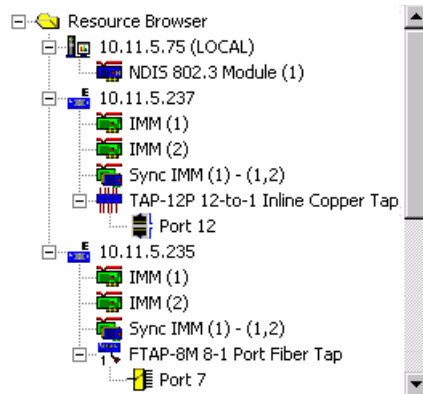 Resource Browser
10.11.5.75 (LOCAL)
NDIS 802.3 Module (1)
E 10.11.5.237
IMM (1)
IMM (2)
Sync IMM (1) - (1,2)
TAP-12P 12-to-1 Inline Copper Tap
Port 12
E 10.11.5.235
IMM (1)
IMM (2)
Sync IMM (1) - (1,2)
1 FTAP-8M 8-1 Port Fiber Tap
Port 7